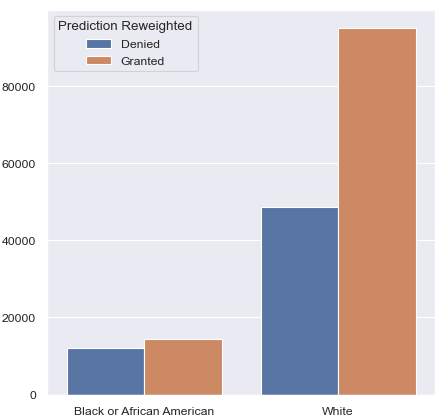 Prediction Reweighted
Denied
Granted
80000
60000
40000
20000
0
Black or African American
White